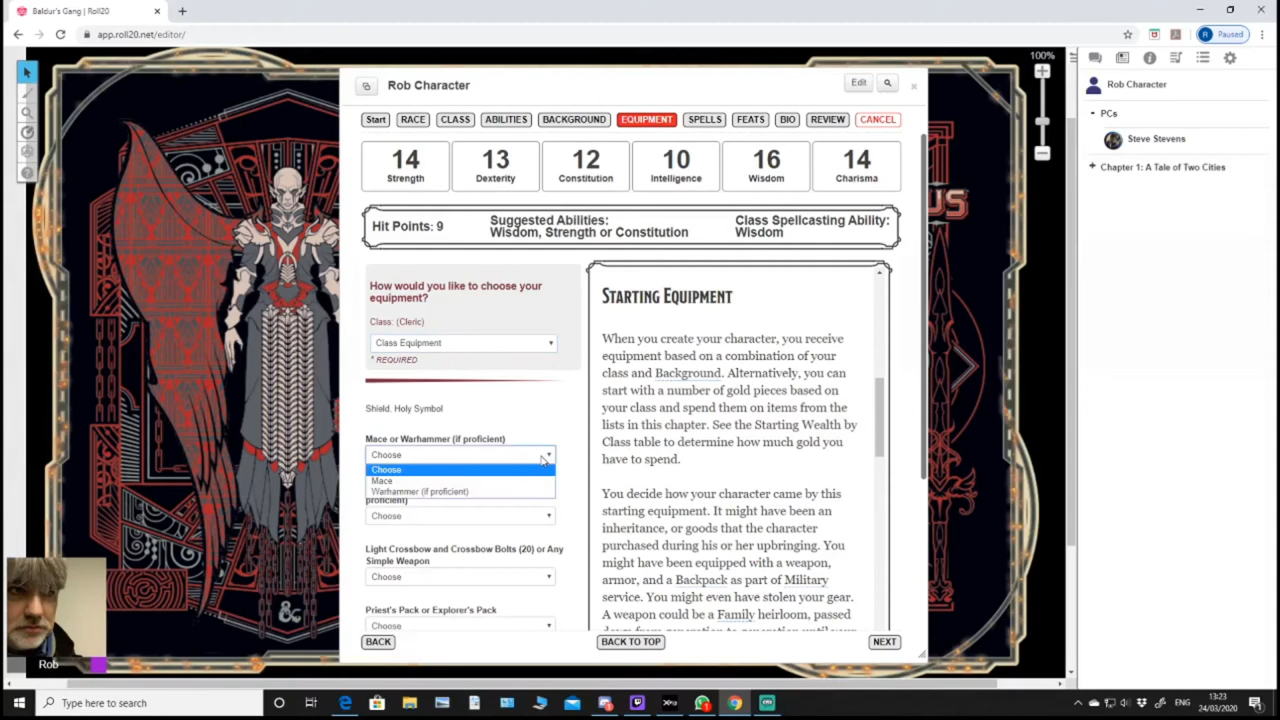 Baldur's Gang | Roll20
app.roll20.net/editor/
R Paused
Rob Character
Edit
Start RACE CLASS ABILITIES BACKGROUND EQUIPMENT SPELLS FEATS BIO REVIEW CANCEL
14 13 12 10 16 14
Strength Dexterity Constitution Intelligence Wisdom Charisma
Hit Points: 9
Suggested Abilities:
Wisdom, Strength or Constitution
Class Spellcasting Ability:
Wisdom
How would you like to choose your
equipment?
Class: (Cleric)
Class Equipment
* REQUIRED
Shield, Holy Symbol
Mace or Warhammer (if proficient)
Choose
Choose
Mace
Warhammer (if proficient)
proficient)
Choose
Light Crossbow and Crossbow Bolts (20) or Any
Simple Weapon
Choose
Priest's Pack or Explorer's Pack
Choose
STARTING EQUIPMENT
When you create your character, you receive
equipment based on a combination of your
class and Background. Alternatively, you can
start with a number of gold pieces based on
your class and spend them on items from the
lists in this chapter. See the Starting Wealth by
Class table to determine how much gold you
have to spend.
You decide how your character came by this
starting equipment. It might have been an
inheritance, or goods that the character
purchased during his or her upbringing. You
might have been equipped with a weapon,
armor, and a Backpack as part of Military
service. You might even have stolen your gear.
A weapon could be a Family heirloom, passed
down from generation to generation until your
BACK
BACK TO TOP
NEXT
100%
Rob Character
PCs
Steve Stevens
Chapter 1: A Tale of Two Cities
US
&
Rob
Type here to search
ENG
13:23
24/03/2020